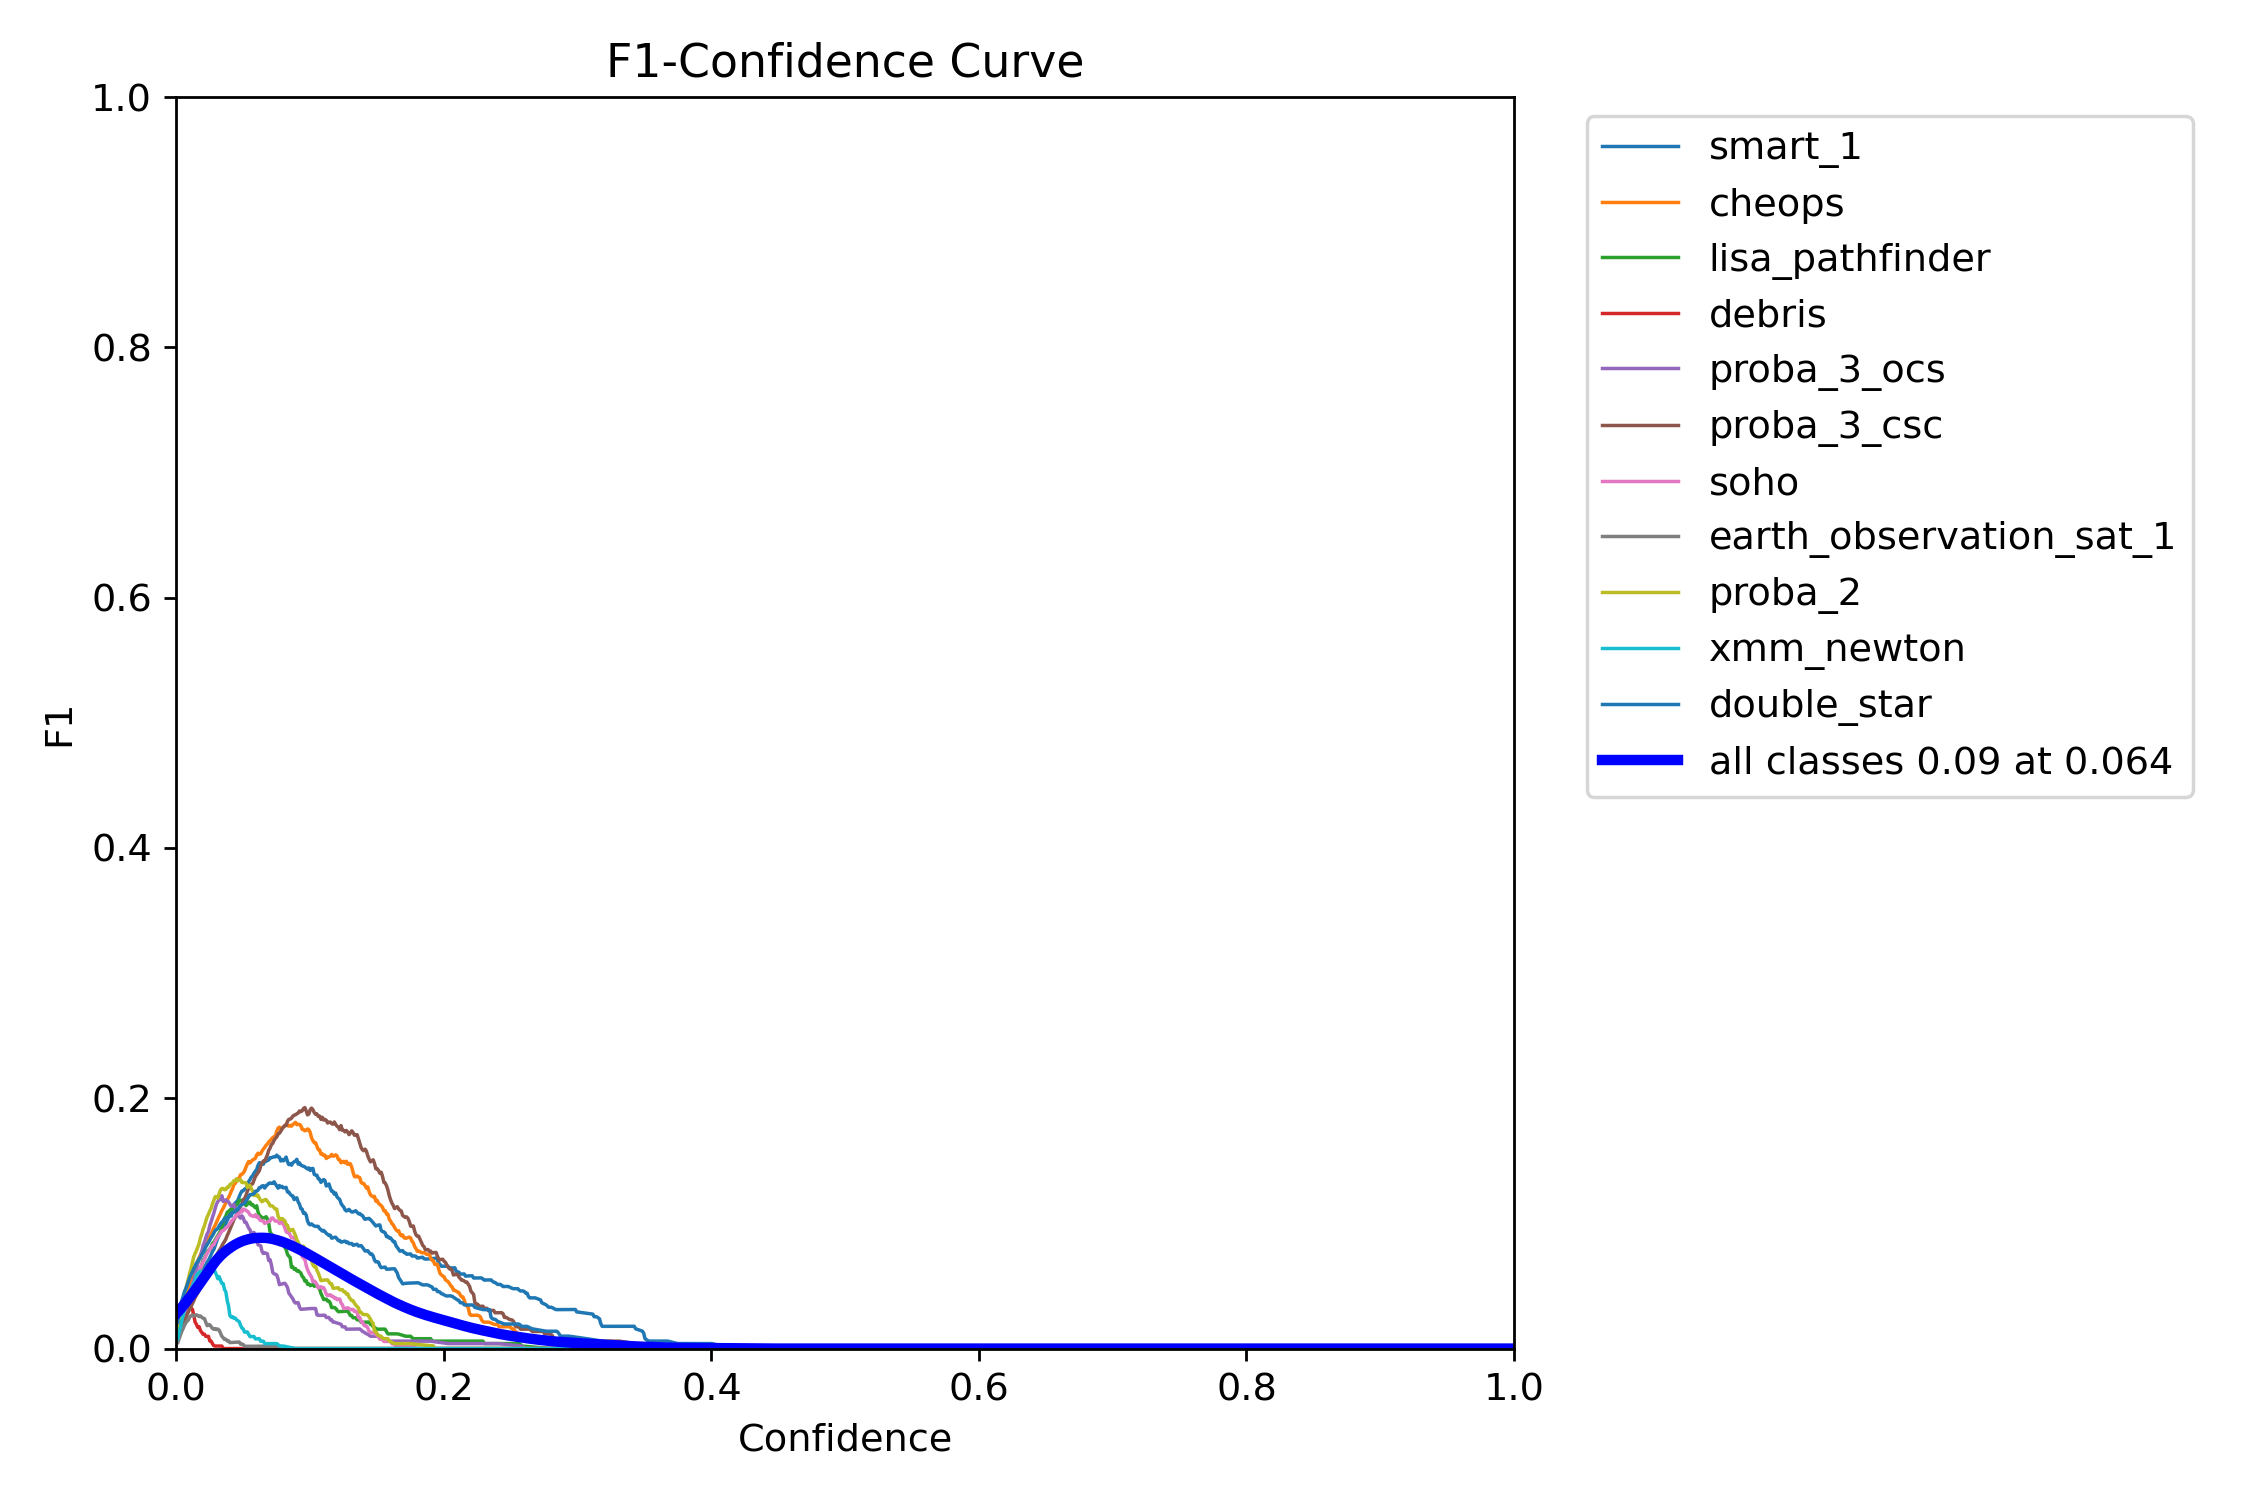 F1-Confidence Curve
1.0
0.8
0.6
0.4
0.2
0.0
F1
0.0 0.2 0.4 0.6 0.8 1.0
Confidence
smart_1
cheops
lisa_pathfinder
debris
proba_3_ocs
proba_3_csc
soho
earth_observation_sat_1
proba_2
xmm_newton
double_star
all classes 0.09 at 0.064